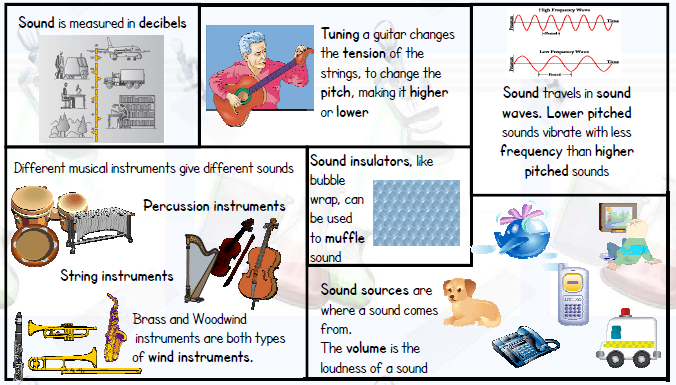 Sound is measured in decibels
Tuning a guitar changes
the tension of the
strings, to change the
pitch, making it higher
or lower
High Frequency Wave
Time
Period
Low Frequency Wave
Time
Period
Sound travels in sound
waves. Lower pitched
sounds vibrate with less
frequency than higher
pitched sounds
Different musical instruments give different sounds
Percussion instruments
String instruments
Brass and Woodwind
instruments are both types
of wind instruments.
Sound insulators, like
bubble
wrap, can
be used
to muffle
sound
Sound sources are
where a sound comes
from.
The volume is the
loudness of a sound